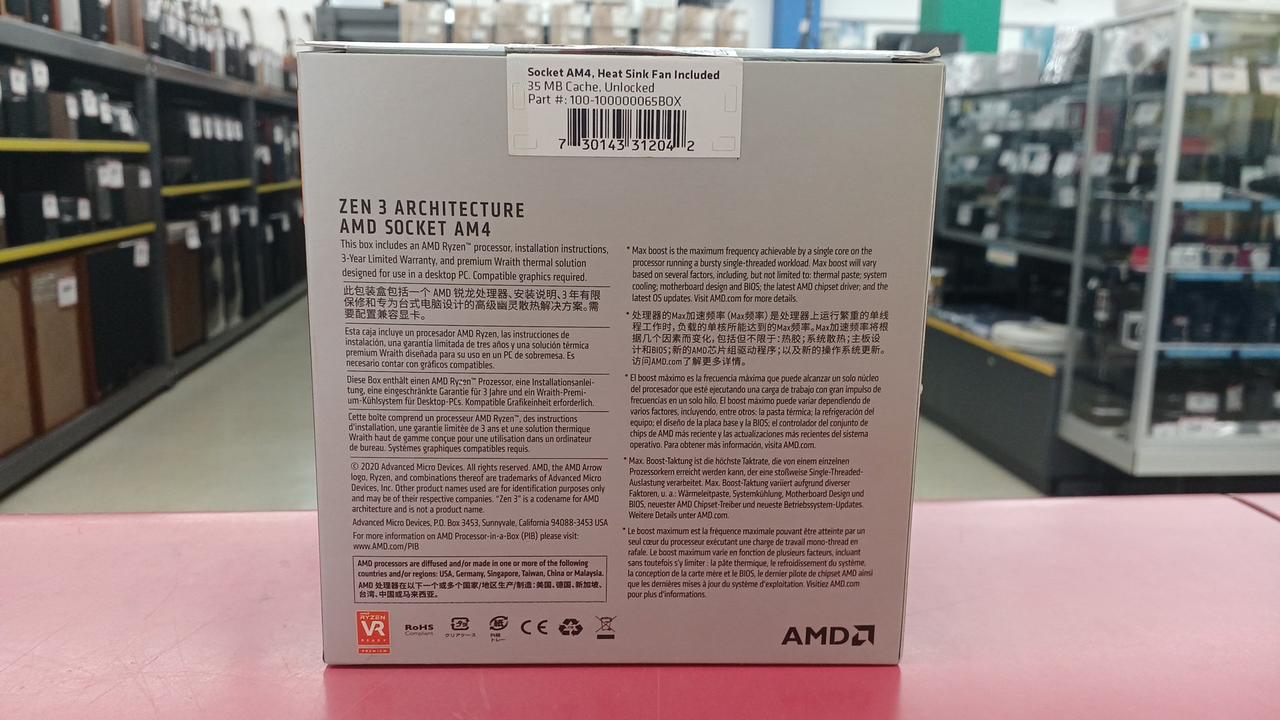 Socket AM4, Heat Sink Fan Included
35 MB Cache, Unlocked
Part #: 100-100000065BOX
7 30143 31204 2
ZEN 3 ARCHITECTURE
AMD SOCKET AM4
This box includes an AMD Ryzen™ processor, installation instructions,
3-Year Limited Warranty, and premium Wraith thermal solution
designed for use in a desktop PC. Compatible graphics required.
此包装盒包括一个 AMD 锐龙处理器、安装说明、3 年有限
保修和专为台式电脑设计的高级幽灵散热解决方案。需
要配置兼容显卡。
Esta caja incluye un procesador AMD Ryzen, las instrucciones de
instalación, una garantía limitada de tres años y una solución térmica
premium Wraith diseñada para su uso en un PC de sobremesa. Es
necesario contar con gráficos compatibles.
Diese Box enthält einen AMD Ryzen™ Prozessor, eine Installationsanlei-
tung, eine eingeschränkte Garantie für 3 Jahre und ein Wraith-Premi-
um-Kühlsystem für Desktop-PCs. Kompatible Grafikeinheit erforderlich.
Cette boîte comprend un processeur AMD Ryzen™, des instructions
d'installation, une garantie limitée de 3 ans et une solution thermique
Wraith haut de gamme conçue pour une utilisation dans un ordinateur
de bureau. Systèmes graphiques compatibles requis.
© 2020 Advanced Micro Devices. All rights reserved. AMD, the AMD Arrow
logo, Ryzen, and combinations thereof are trademarks of Advanced Micro
Devices, Inc. Other product names used are for identification purposes only
and may be of their respective companies. "Zen 3" is a codename for AMD
architecture and is not a product name.
Advanced Micro Devices, P.O. Box 3453, Sunnyvale, California 94088-3453 USA
For more information on AMD Processor-in-a-Box (PIB) please visit:
www.AMD.com/PIB
AMD processors are diffused and/or made in one or more of the following
countries and/or regions: USA, Germany, Singapore, Taiwan, China or Malaysia.
AMD 处理器在以下一个或多个国家/地区生产/制造：美国、德国、新加坡、
台湾、中国或马来西亚。
* Max boost is the maximum frequency achievable by a single core on the
processor running a bursty single-threaded workload. Max boost will vary
based on several factors, including, but not limited to: thermal paste; system
cooling; motherboard design and BIOS; the latest AMD chipset driver; and the
latest OS updates. Visit AMD.com for more details.
* 处理器的Max加速频率（Max频率）是处理器上运行繁重的单线
程工作时，负载的单核所能达到的Max频率。Max加速频率将根
据几个因素而变化，包括但不限于：热胶；系统散热；主板设
计和BIOS；新的AMD芯片组驱动程序；以及新的操作系统更新。
访问AMD.com了解更多详情。
* El boost máximo es la frecuencia máxima que puede alcanzar un solo núcleo
del procesador que esté ejecutando una carga de trabajo con gran impulso de
frecuencias en un solo hilo. El boost máximo puede variar dependiendo de
varios factores, incluyendo, entre otros: la pasta térmica; la refrigeración del
equipo; el diseño de la placa base y la BIOS; el controlador del conjunto de
chips de AMD más reciente y las actualizaciones más recientes del sistema
operativo. Para obtener más información, visita AMD.com.
* Max. Boost-Taktung ist die höchste Taktrate, die von einem einzelnen
Prozessorkern erreicht werden kann, der eine stoßweise Single-Threaded-
Auslastung verarbeitet. Max. Boost-Taktung variiert aufgrund diverser
Faktoren, u. a.: Wärmeleitpaste, Systemkühlung, Motherboard Design und
BIOS, neuester AMD Chipset-Treiber und neueste Betriebssystem-Updates.
Weitere Details unter AMD.com.
* Le boost maximum est la fréquence maximale pouvant être atteinte par un
seul cœur du processeur exécutant une charge de travail mono-thread en
rafale. Le boost maximum varie en fonction de plusieurs facteurs, incluant
sans toutefois s'y limiter : la pâte thermique, le refroidissement du système,
la conception de la carte mère et le BIOS, le dernier pilote de chipset AMD ainsi
que les dernières mises à jour du système d'exploitation. Visitiez AMD.com
pour plus d'informations.
RYZEN
VR
READY
PREMIUM
RoHS
Compliant
クリアケース
トレー
CE
AMD